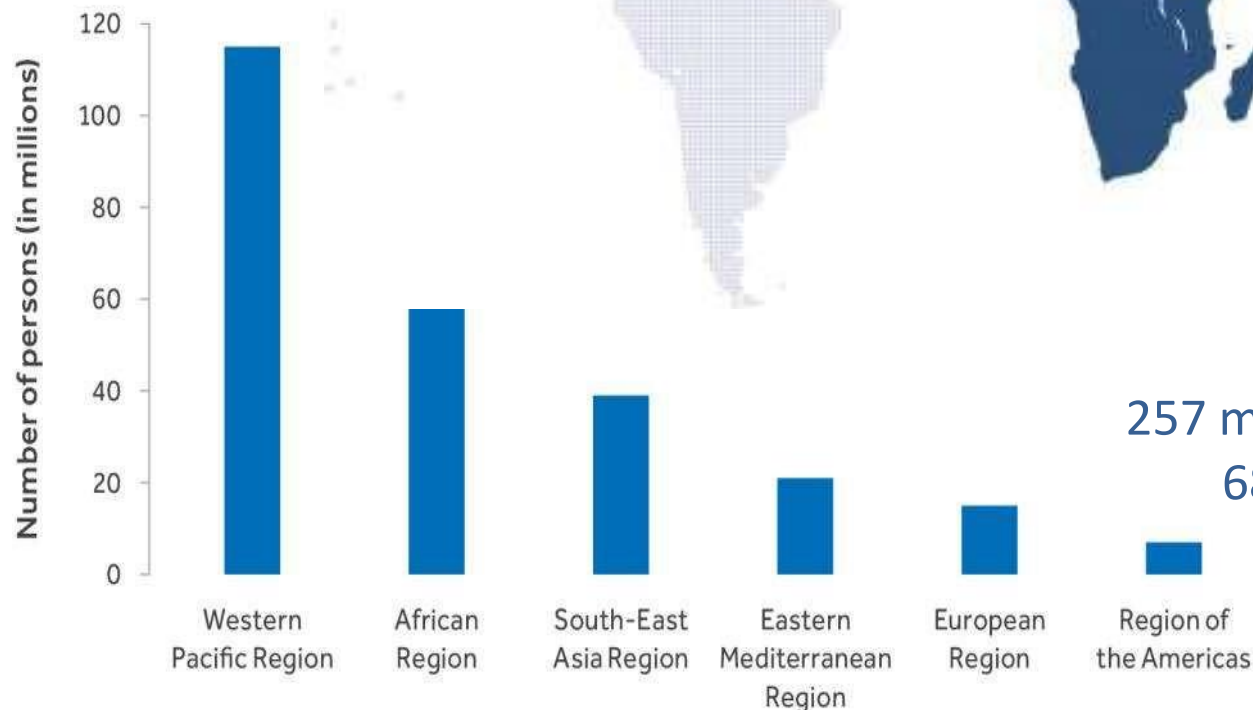 Number of persons (in millions)
120
100
80
60
40
20
0
257 m
68
Western
Pacific Region
African
Region
South-East
Asia Region
Eastern
Mediterranean
Region
European
Region
Region of
the Americas